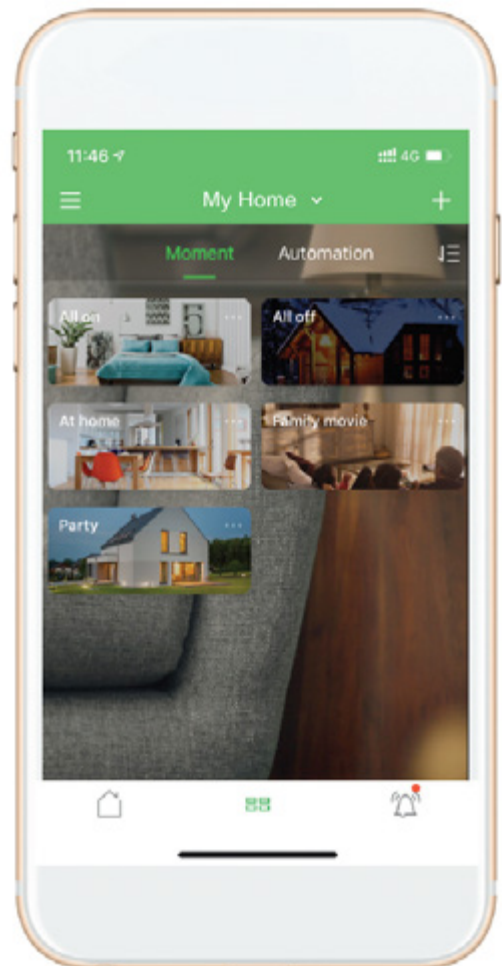 11:46 4G
My Home
Moment Automation
All on All off
At home Family movie
Party